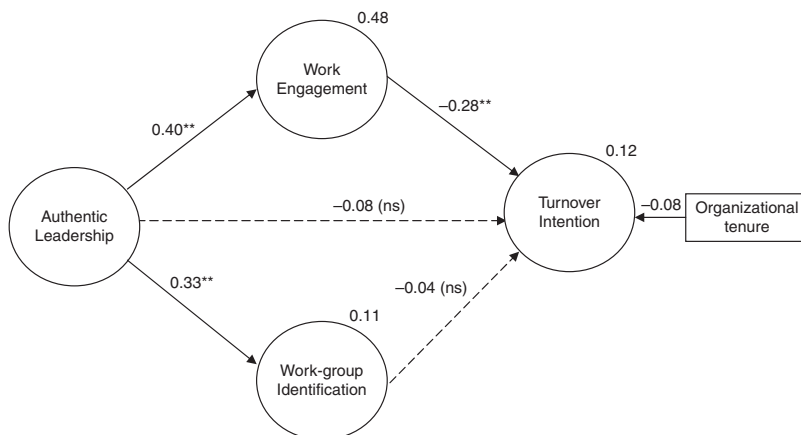 0.48
Work
Engagement
–0.28**
0.40**
0.12
Authentic
Leadership
–0.08 (ns)
Turnover
Intention
–0.08
Organizational
tenure
0.33**
–0.04 (ns)
0.11
Work-group
Identification